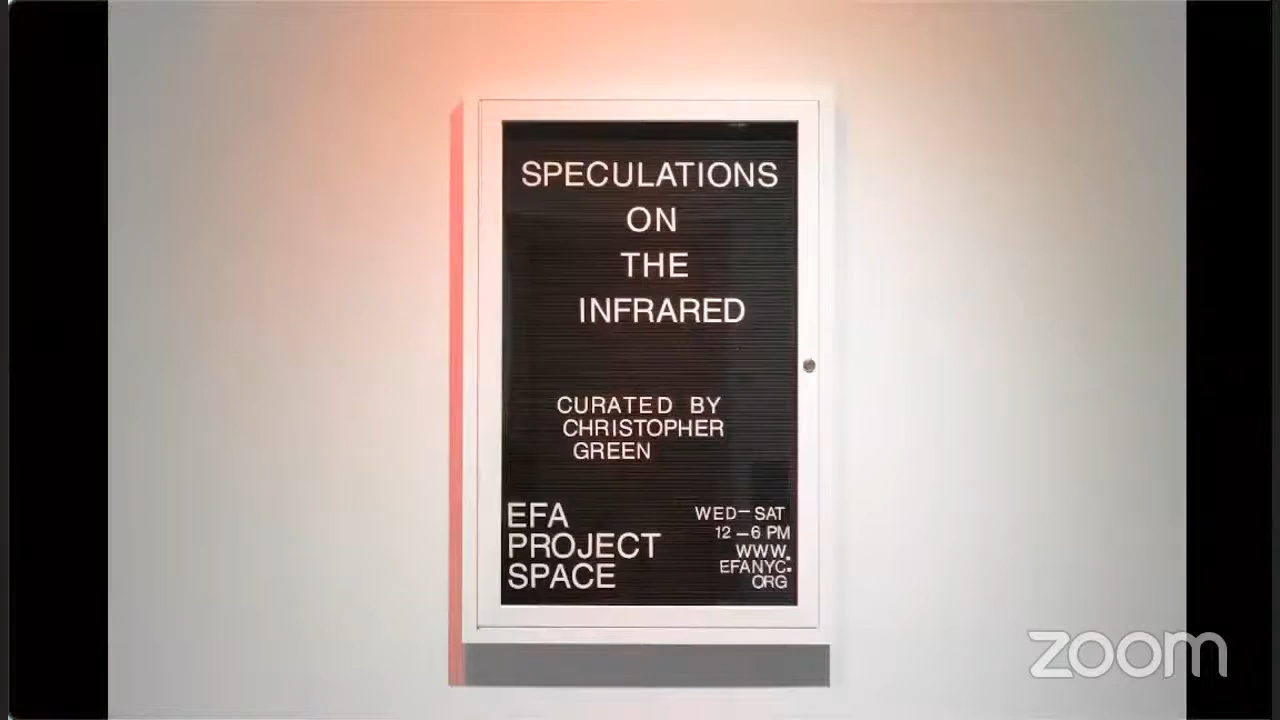 SPECULATIONS
ON
THE
INFRARED
CURATED BY
CHRISTOPHER
GREEN
EFA
PROJECT
SPACE
WED–SAT
12–6 PM
WWW.
EFANYC.
ORG
zoom